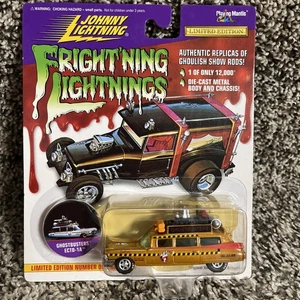 WARNING: CHOKING HAZARD - small parts. Not for children under 3 years.
Playing Mantis
JOHNNY
LIGHTNING
LIMITED EDITION
FRIGHT'NING
LIGHTNINGS
AUTHENTIC REPLICAS OF
GHOULISH SHOW RODS!
* 1 OF ONLY 12,000*
* DIE-CAST METAL
BODY AND CHASSIS!
GHOSTBUSTERS
ECTO-1A
LIMITED EDITION NUMBER